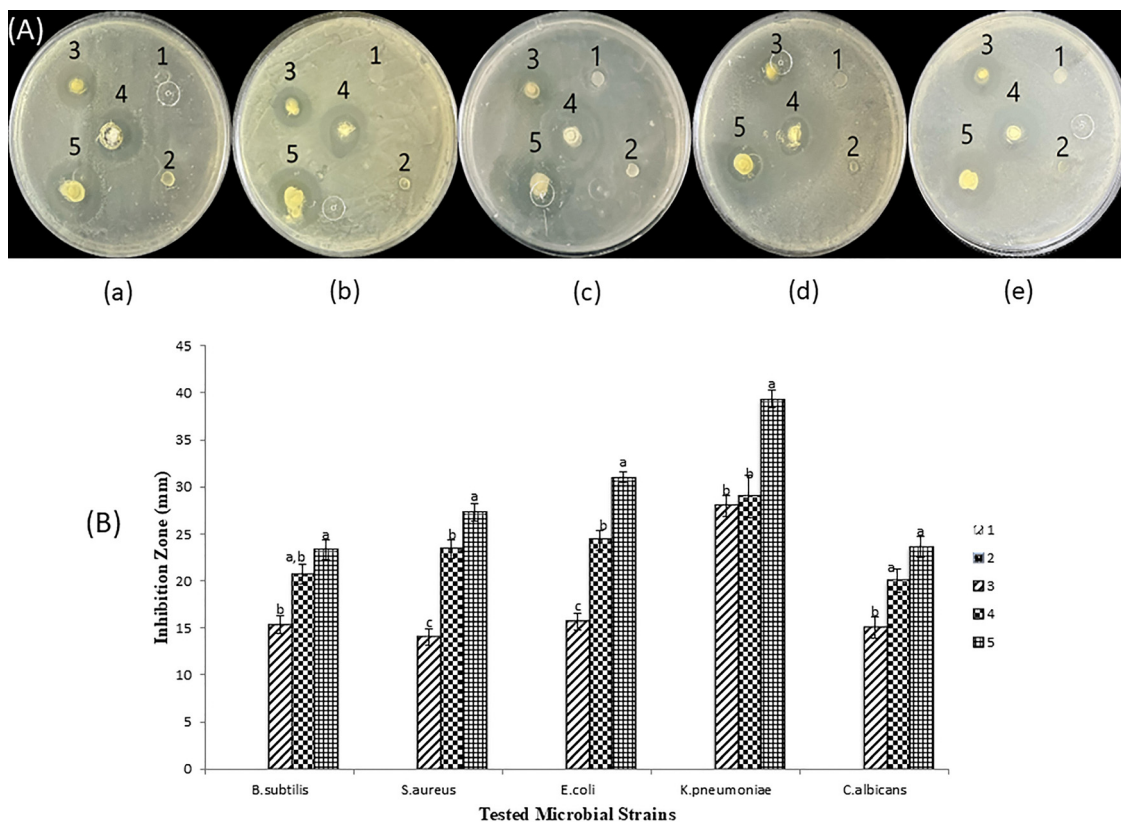 (A)
3 1 3 1 3 1 3 1 3 1
4 4 4 4 4
5 2 5 2 5 2 5 2 5 2
(a) (b) (c) (d) (e)
(B)
Inhibition Zone (mm)
45
40
35
30
25
20
15
10
5
0
b a,b a c b a c b a b b a b a a
B.subtilis S.aureus E.coli K.pneumoniae C.albicans
Tested Microbial Strains
1
2
3
4
5